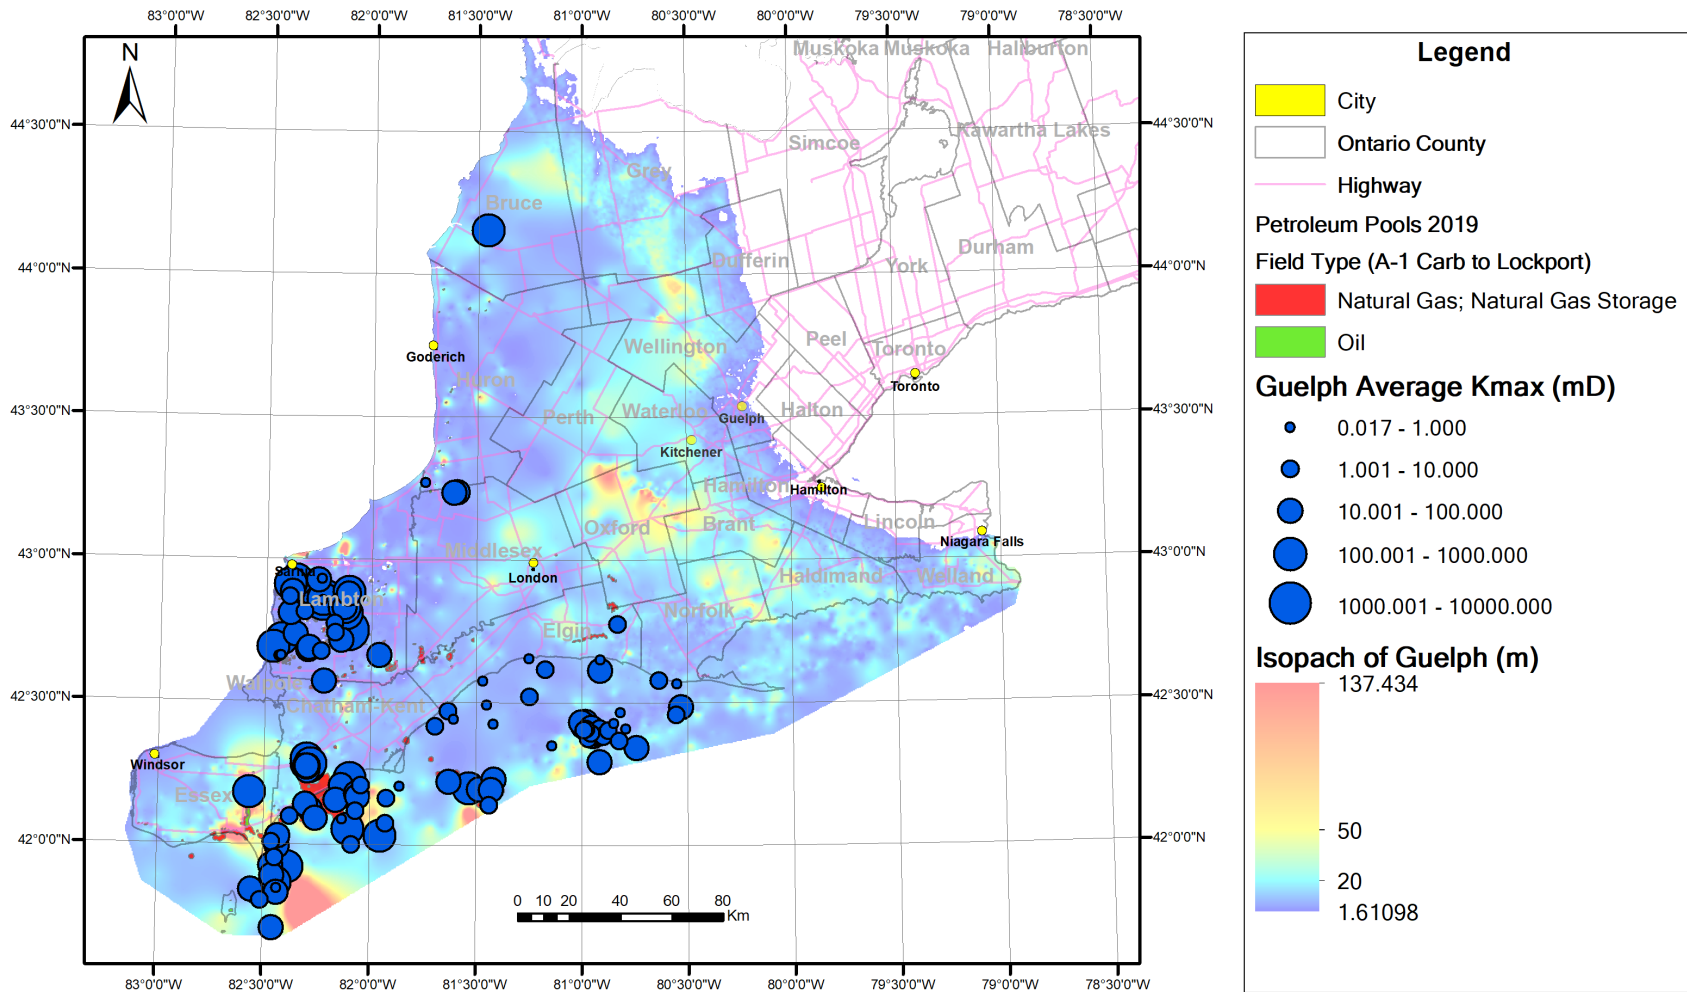 83°0'0"W 82°30'0"W 82°0'0"W 81°30'0"W 81°0'0"W 80°30'0"W 80°0'0"W 79°30'0"W 79°0'0"W 78°30'0"W
N
Muskoka Muskoka Haliburton
44°30'0"N 44°30'0"N
Kawartha Lakes
Simcoe
Grey
Bruce
Durham
Dufferin
York
44°0'0"N 44°0'0"N
Peel
Wellington
Toronto
Goderich
Huron
Toronto
43°30'0"N 43°30'0"N
Perth
Waterloo
Halton
Guelph
Kitchener
Hamilton
Hamilton
Oxford
Brant
Lincoln
Niagara Falls
43°0'0"N 43°0'0"N
Middlesex
London
Sarnia
Haldimand
Welland
Lambton
Norfolk
Elgin
42°30'0"N 42°30'0"N
Chatham-Kent
Windsor
Essex
42°0'0"N 42°0'0"N
0 10 20 40 60 80
Km
83°0'0"W 82°30'0"W 82°0'0"W 81°30'0"W 81°0'0"W 80°30'0"W 80°0'0"W 79°30'0"W 79°0'0"W 78°30'0"W
Legend
City
Ontario County
Highway
Petroleum Pools 2019
Field Type (A-1 Carb to Lockport)
Natural Gas; Natural Gas Storage
Oil
Guelph Average Kmax (mD)
0.017 - 1.000
1.001 - 10.000
10.001 - 100.000
100.001 - 1000.000
1000.001 - 10000.000
Isopach of Guelph (m)
137.434
50
20
1.61098